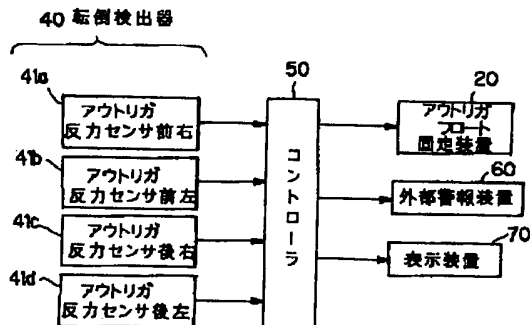 40 転倒検出器
41a
アウトリガ
反力センサ前右
41b
アウトリガ
反力センサ前左
41c
アウトリガ
反力センサ後右
41d
アウトリガ
反力センサ後左
50
コントローラ
20
アウトリガ
フロート
固定装置
60
外部警報装置
70
表示装置